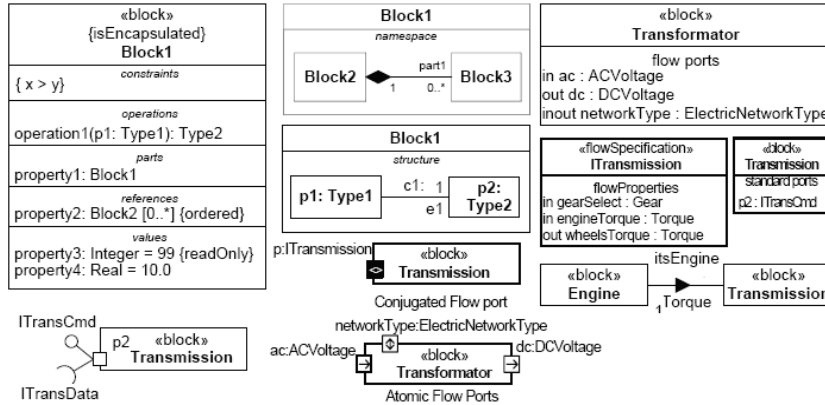 «block»
{isEncapsulated}
Block1
constraints
{ x > y}
operations
operation1(p1: Type1): Type2
parts
property1: Block1
references
property2: Block2 [0..*] {ordered}
values
property3: Integer = 99 {readOnly}
property4: Real = 10.0
Block1
namespace
Block2
1
part1
0..*
Block3
Block1
structure
p1: Type1
c1: 1
e1
p2:
Type2
«block»
Transformator
flow ports
in ac : ACVoltage
out dc : DCVoltage
inout networkType : ElectricNetworkType
«flowSpecification»
ITransmission
flowProperties
in gearSelect : Gear
in engineTorque : Torque
out wheelsTorque : Torque
«block»
Transmission
standard ports
p2 : ITransCmd
p:ITransmission
<>
«block»
Transmission
Conjugated Flow port
«block»
Engine
itsEngine
1
Torque
«block»
Transmission
ITransCmd
p2
«block»
Transmission
ITransData
networkType:ElectricNetworkType
ac:ACVoltage
«block»
Transformator
dc:DCVoltage
Atomic Flow Ports